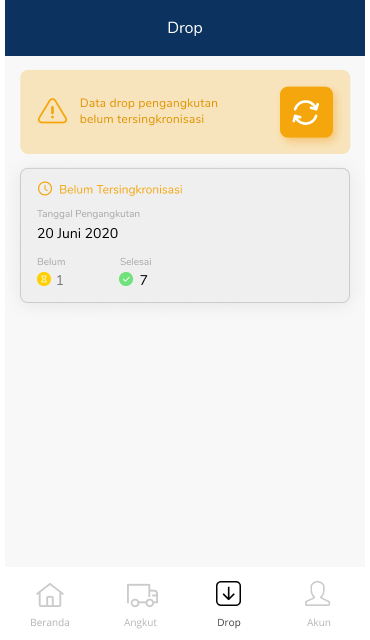 Drop
Data drop pengangkutan
belum tersingkronisasi
Belum Tersingkronisasi
Tanggal Pengangkutan
20 Juni 2020
Belum Selesai
1 7
Beranda Angkut Drop Akun